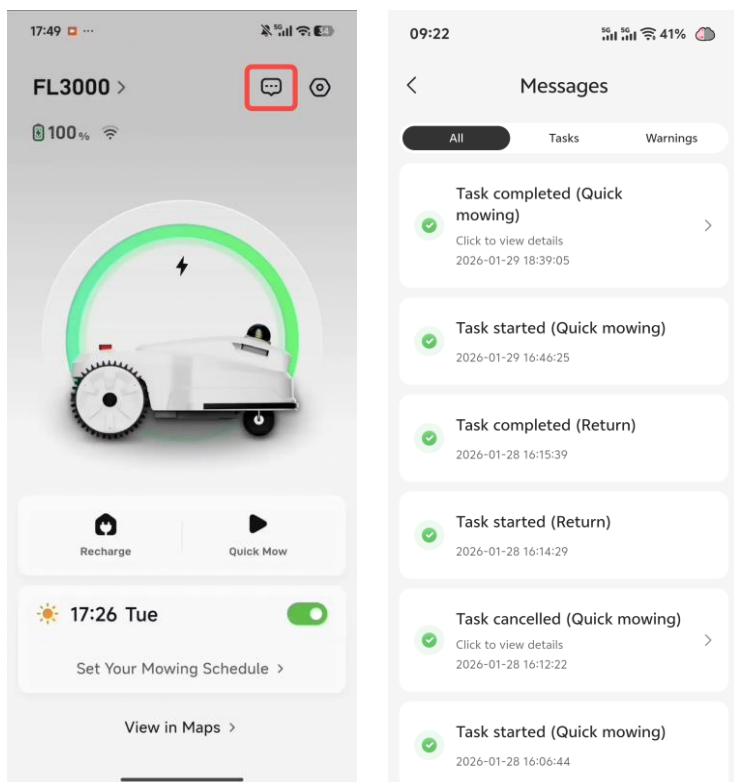 17:49 ...
5G 34
FL3000 >
100%
Recharge
Quick Mow
17:26 Tue
Set Your Mowing Schedule >
View in Maps >
09:22
5G 5G 41%
Messages
All
Tasks
Warnings
Task completed (Quick
mowing)
Click to view details
2026-01-29 18:39:05
Task started (Quick mowing)
2026-01-29 16:46:25
Task completed (Return)
2026-01-28 16:15:39
Task started (Return)
2026-01-28 16:14:29
Task cancelled (Quick mowing)
Click to view details
2026-01-28 16:12:22
Task started (Quick mowing)
2026-01-28 16:06:44